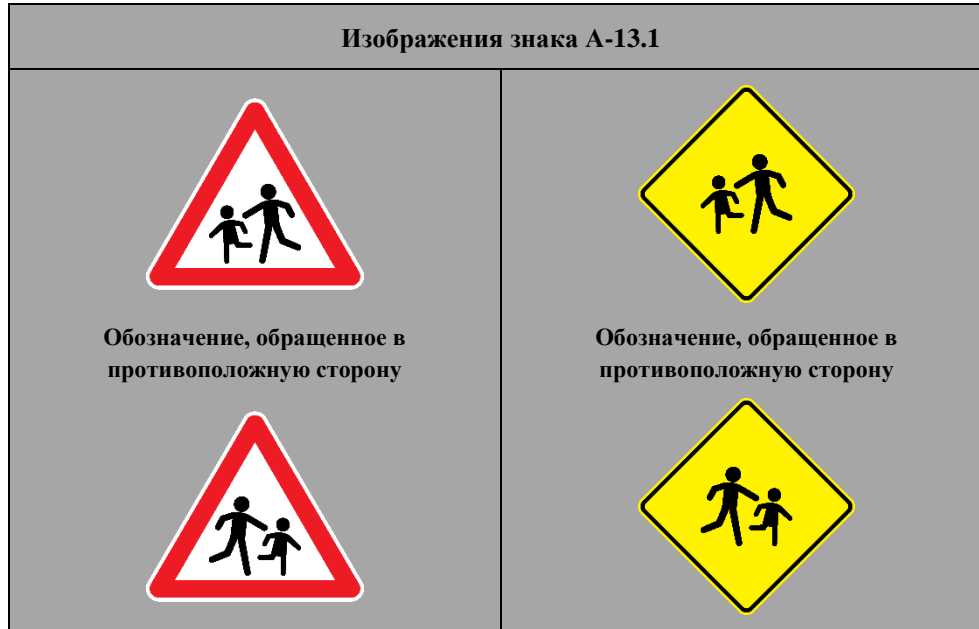 Изображения знака А-13.1
Обозначение, обращенное в
противоположную сторону
Обозначение, обращенное в
противоположную сторону